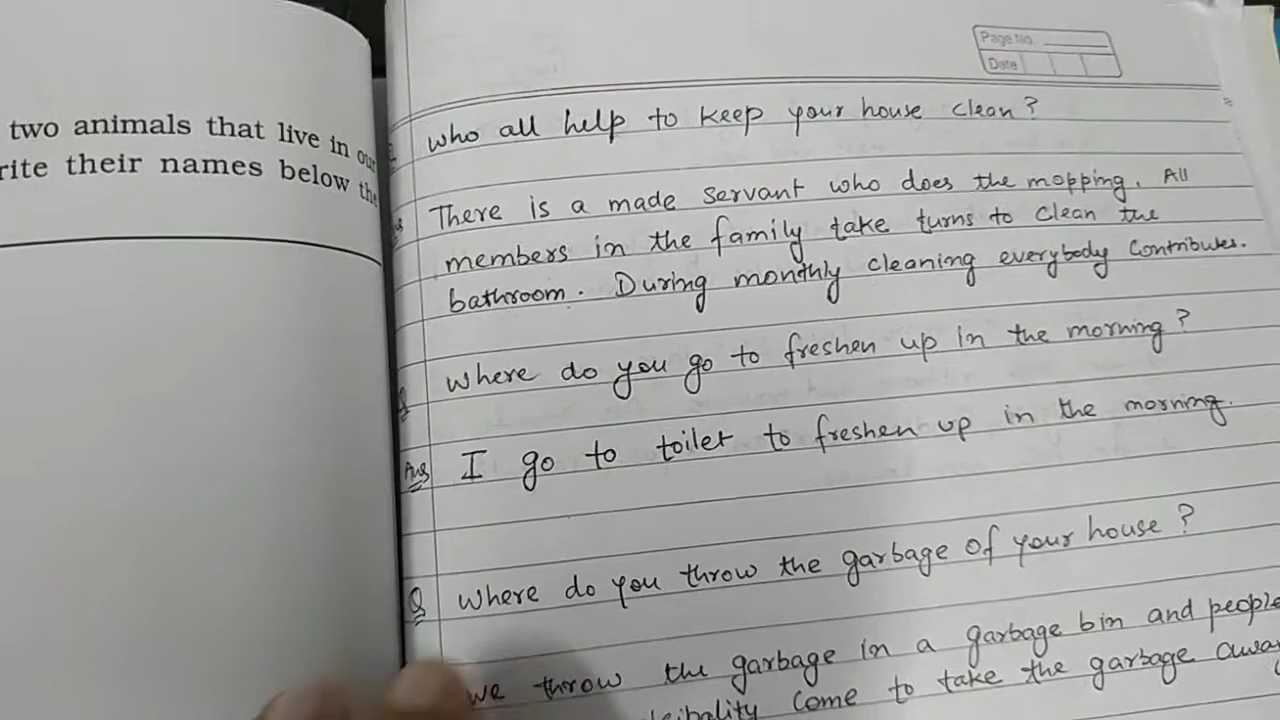 two animals that live in
rite their names below the
Page No.
Date
who all help to keep your house clean?
There is a made servant who does the mopping. All
members in the family take turns to clean the
bathroom. During monthly cleaning everybody contributes.
Q
where do you go to freshen up in the morning?
Ans I go to toilet to freshen up in the morning.
Q where do you throw the garbage of your house?
we throw the garbage in a garbage bin and people
come to take the garbage away